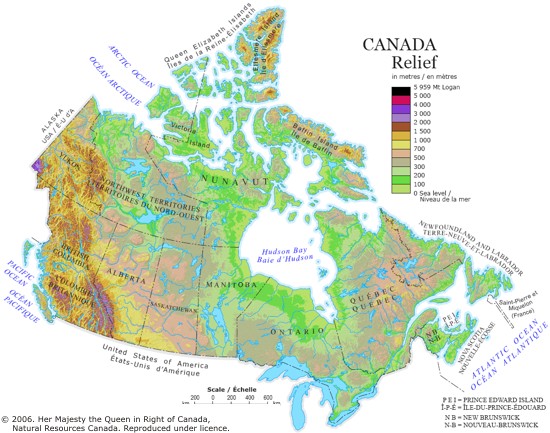 CANADA
Relief
in metres / en mètres
5 959 Mt Logan
5 000
4 000
3 000
2 000
1 500
1 000
700
500
300
200
100
0 Sea level /
Niveau de la mer
ARCTIC OCEAN
OCÉAN ARCTIQUE
Queen Elizabeth Islands
Îles de la Reine-Élisabeth
Ellesmere Island
Île d'Ellesmere
ALASKA
USA / É-U d'A
Victoria
Island
Baffin Island
Île de Baffin
YUKON
NORTHWEST TERRITORIES
TERRITOIRES DU NORD-OUEST
NUNAVUT
Hudson Bay
Baie d'Hudson
NEWFOUNDLAND AND LABRADOR
TERRE-NEUVE-ET-LABRADOR
PACIFIC
OCEAN
OCÉAN
PACIFIQUE
BRITISH
COLUMBIA
COLOMBIE-
BRITANNIQUE
ALBERTA
SASKATCHEWAN
MANITOBA
ONTARIO
QUÉBEC
QUEBEC
Saint-Pierre et
Miquelon
(France)
P E I
Î-P-É
N B
N-B
NOVA SCOTIA
NOUVELLE-ÉCOSSE
ATLANTIC OCEAN
OCÉAN ATLANTIQUE
United States of America
États-Unis d'Amérique
Scale / Échelle
200 0 200 400 600
km km
P E I = PRINCE EDWARD ISLAND
Î-P-É = ÎLE-DU-PRINCE-ÉDOUARD
N B = NEW BRUNSWICK
N-B = NOUVEAU-BRUNSWICK
© 2006. Her Majesty the Queen in Right of Canada,
Natural Resources Canada. Reproduced under licence.